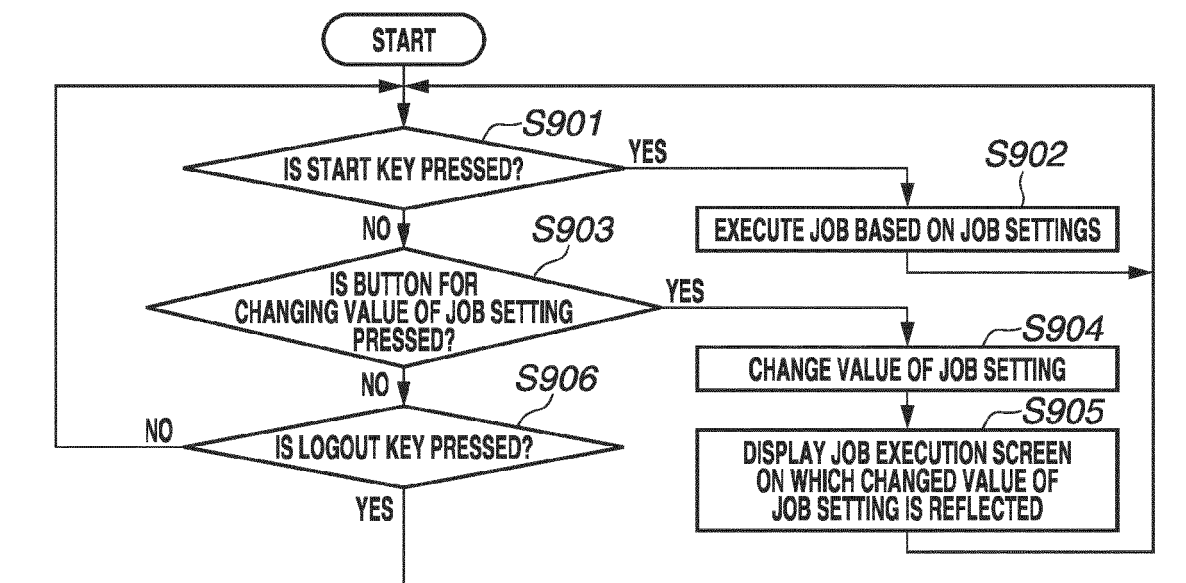 START
S901
IS START KEY PRESSED?
YES
S902
EXECUTE JOB BASED ON JOB SETTINGS
NO
S903
IS BUTTON FOR
CHANGING VALUE OF JOB SETTING
PRESSED?
YES
S904
CHANGE VALUE OF JOB SETTING
NO
S906
S905
NO
IS LOGOUT KEY PRESSED?
DISPLAY JOB EXECUTION SCREEN
ON WHICH CHANGED VALUE OF
JOB SETTING IS REFLECTED
YES